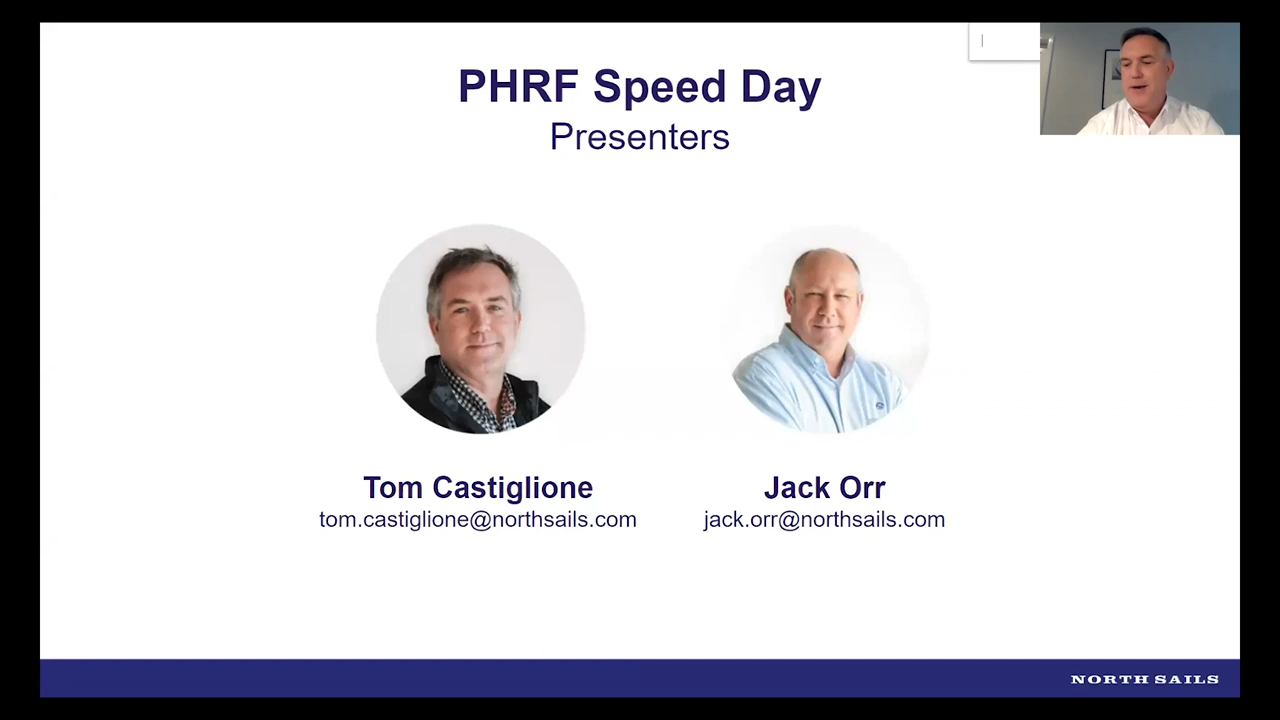 PHRF Speed Day
Presenters
Tom Castiglione
tom.castiglione@northsails.com
Jack Orr
jack.orr@northsails.com
NORTH SAILS